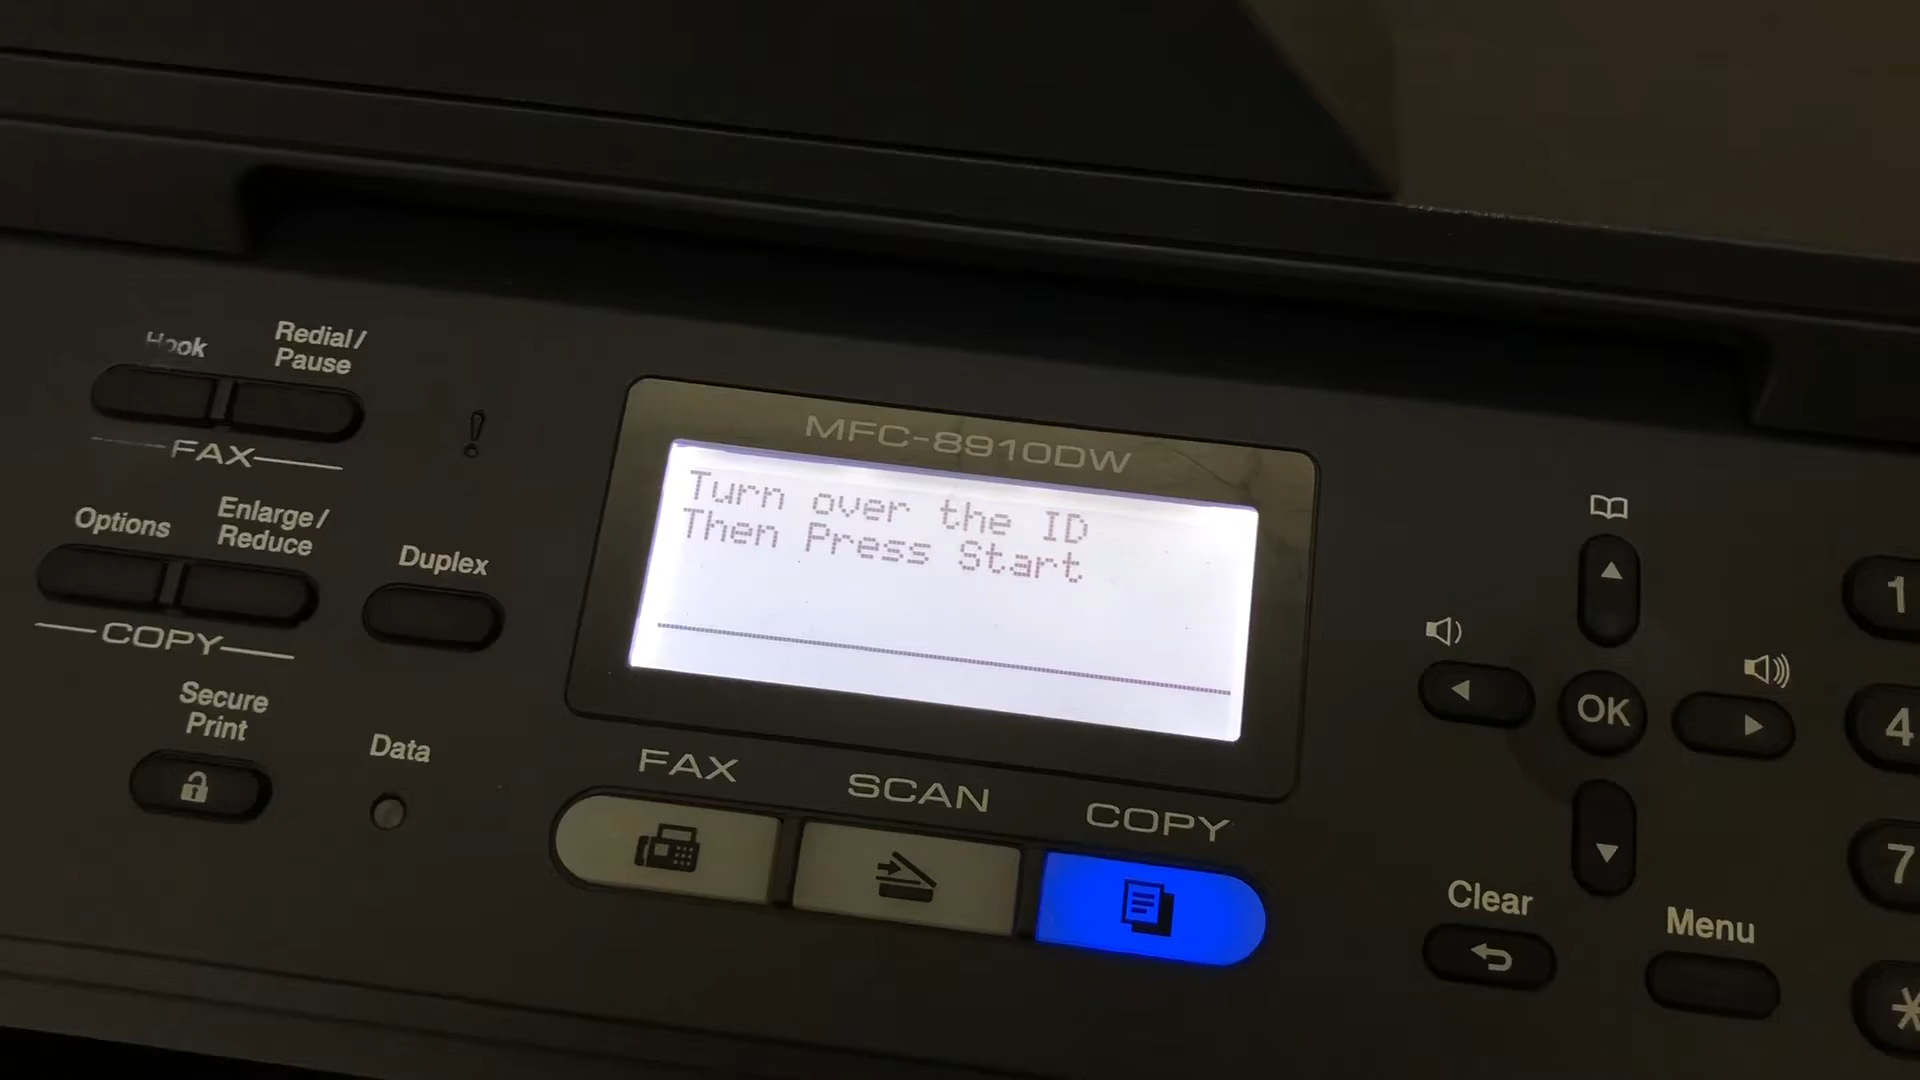 Hook
Redial/
Pause
FAX
Options
Enlarge/
Reduce
Duplex
COPY
Secure
Print
Data
MFC-8910DW
Turn over the ID
Then Press Start
FAX
SCAN
COPY
OK
Clear
Menu
1
4
7
*